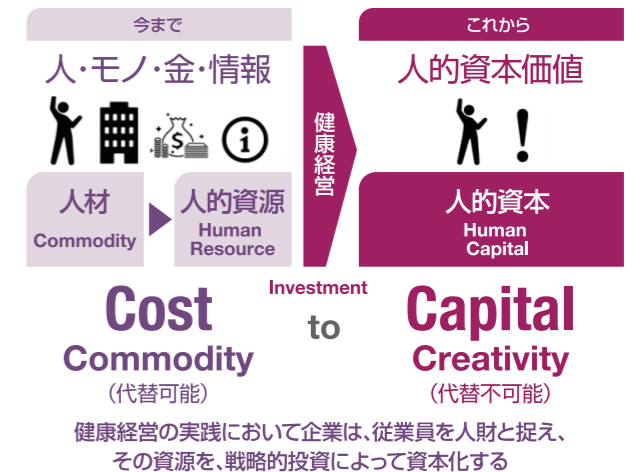 今まで
人・モノ・金・情報
人材
Commodity
人的資源
Human
Resource
健康経営
これから
人的資本価値
人的資本
Human
Capital
Cost
Commodity
(代替可能)
Investment
to
Capital
Creativity
(代替不可能)
健康経営の実践において企業は、従業員を人財と捉え、
その資源を、戦略的投資によって資本化する